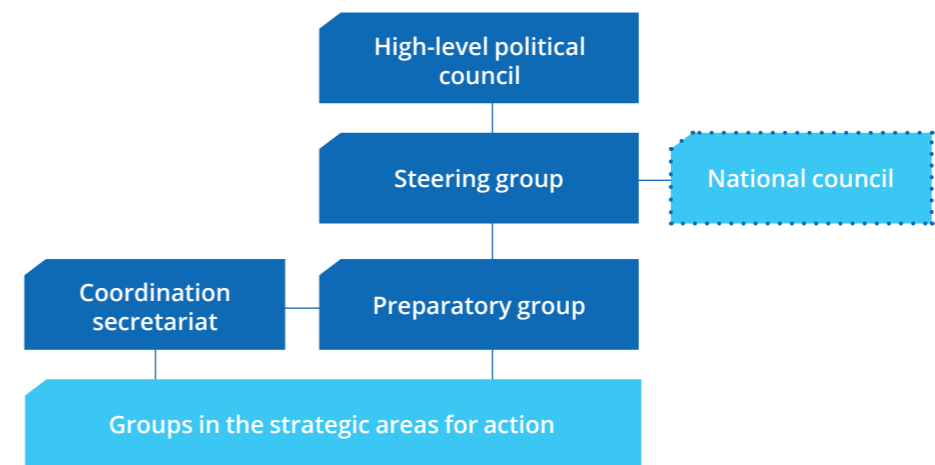 High-level political
council
Steering group
National council
Coordination
secretariat
Preparatory group
Groups in the strategic areas for action